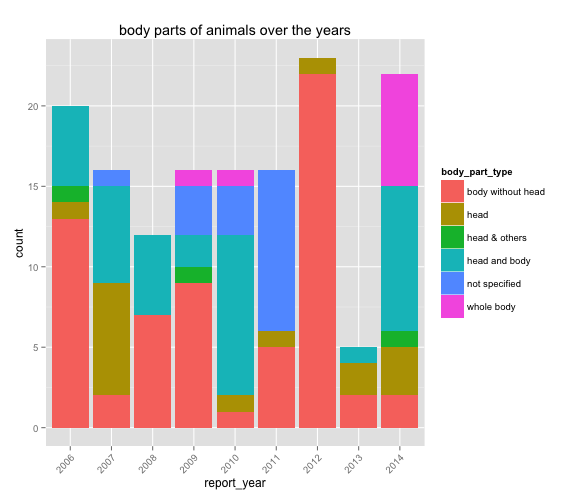 body parts of animals over the years
count
20
15
10
5
0
2006
2007
2008
2009
2010
2011
2012
2013
2014
report_year
body_part_type
body without head
head
head & others
head and body
not specified
whole body